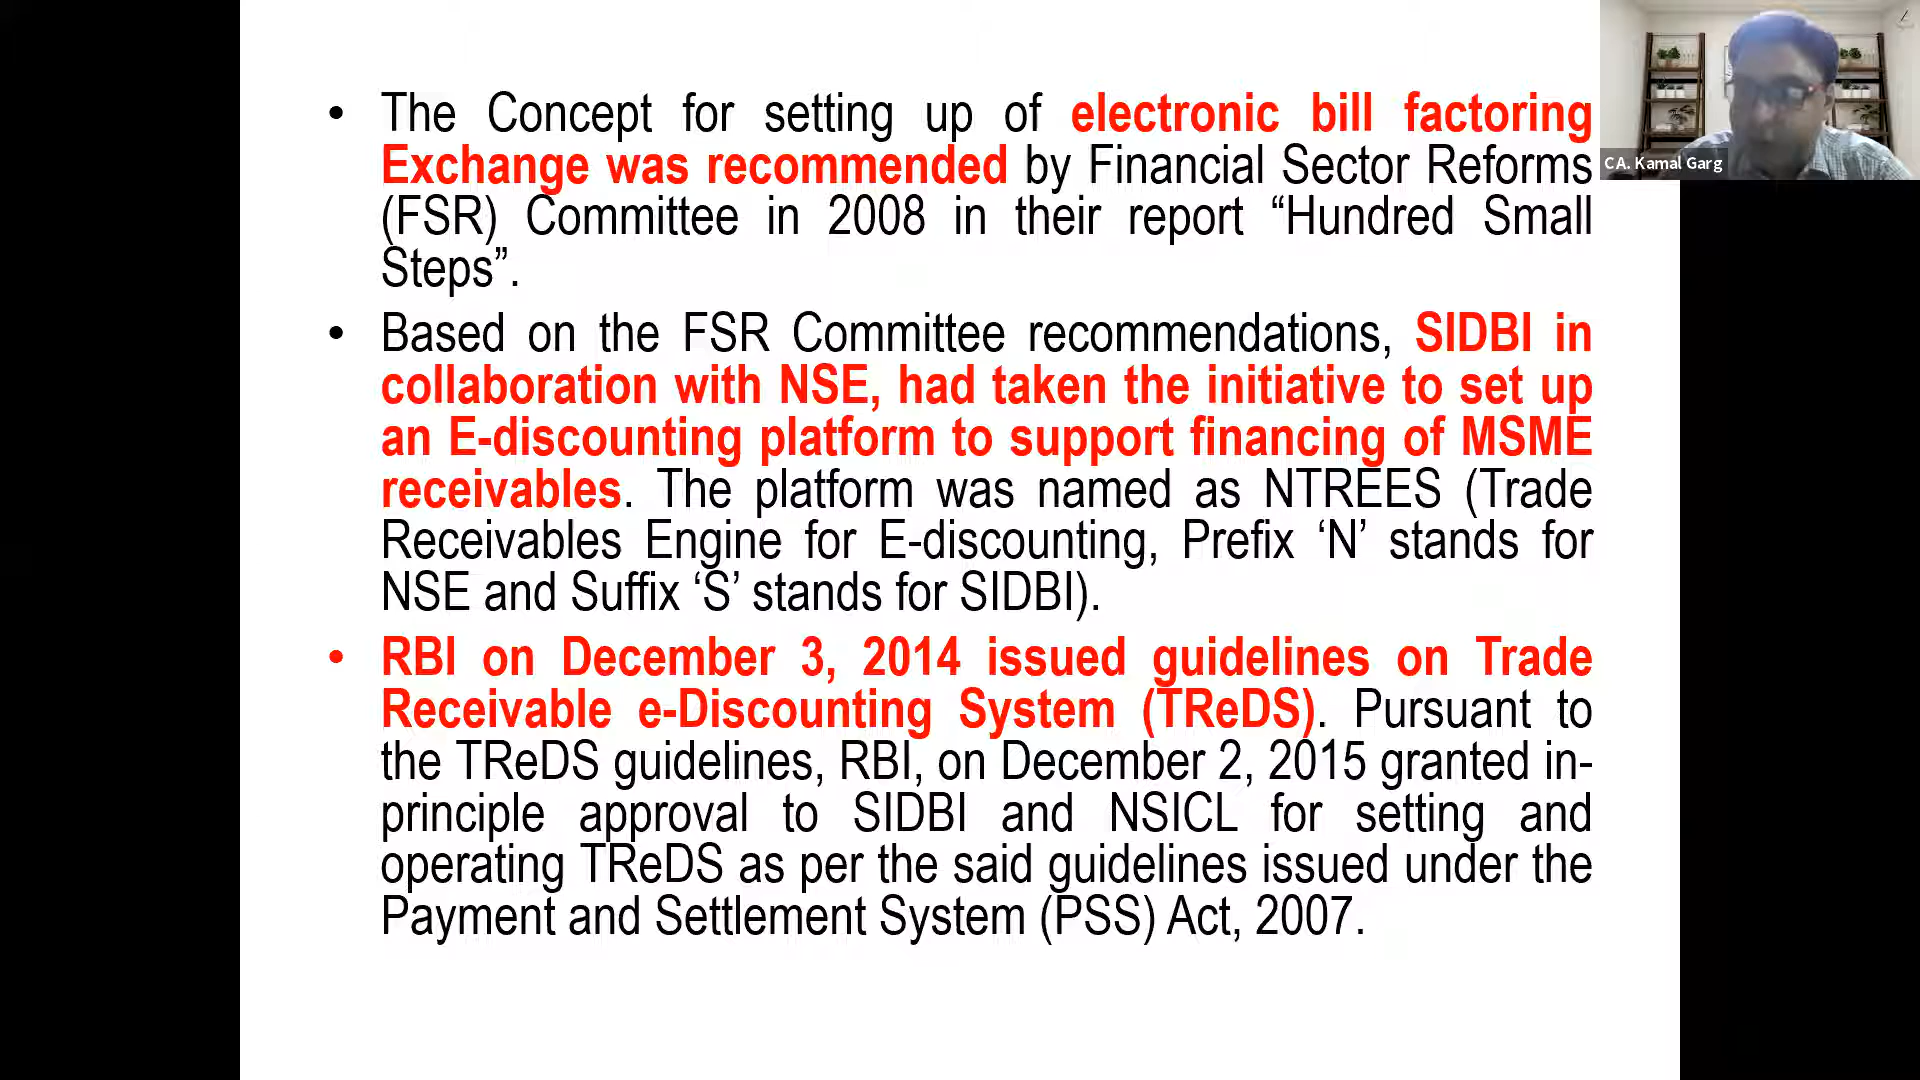 • The Concept for setting up of electronic bill factoring
Exchange was recommended by Financial Sector Reforms
(FSR) Committee in 2008 in their report “Hundred Small
Steps”.
• Based on the FSR Committee recommendations, SIDBI in
collaboration with NSE, had taken the initiative to set up
an E-discounting platform to support financing of MSME
receivables. The platform was named as NTREES (Trade
Receivables Engine for E-discounting, Prefix ‘N’ stands for
NSE and Suffix ‘S’ stands for SIDBI).
• RBI on December 3, 2014 issued guidelines on Trade
Receivable e-Discounting System (TReDS). Pursuant to
the TReDS guidelines, RBI, on December 2, 2015 granted in-
principle approval to SIDBI and NSICL for setting and
operating TReDS as per the said guidelines issued under the
Payment and Settlement System (PSS) Act, 2007.
CA. Kamal Garg